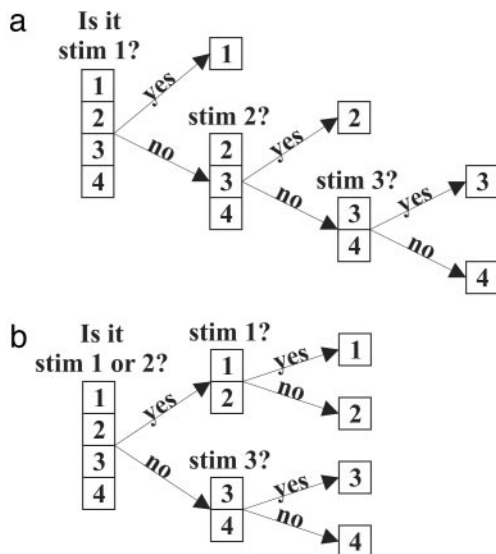 a
Is it
stim 1?
1
2
3
4
yes
no
1
stim 2?
2
3
4
yes
no
2
stim 3?
3
4
yes
no
3
4
b
Is it
stim 1 or 2?
1
2
3
4
yes
no
stim 1?
1
2
yes
no
1
2
stim 3?
3
4
yes
no
3
4